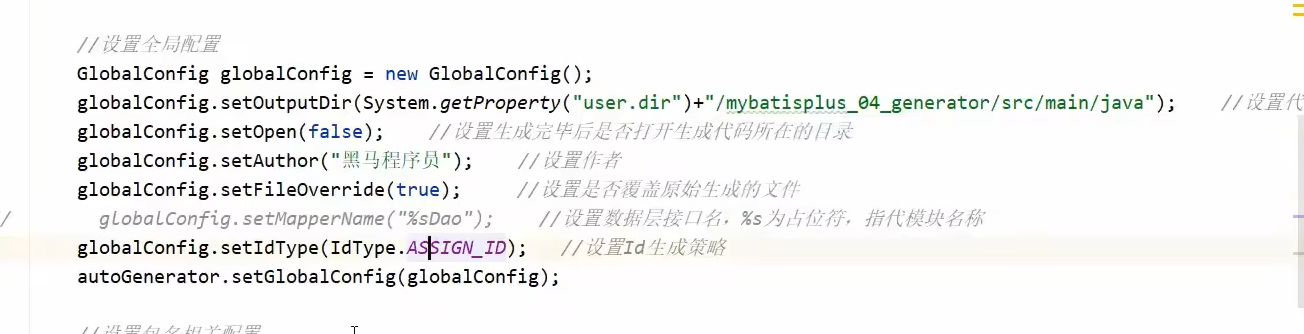 //设置全局配置
GlobalConfig globalConfig = new GlobalConfig();
globalConfig.setOutputDir(System.getProperty("user.dir")+"/mybatisplus_04_generator/src/main/java");    //设置代
globalConfig.setOpen(false);    //设置生成完毕后是否打开生成代码所在的目录
globalConfig.setAuthor("黑马程序员");    //设置作者
globalConfig.setFileOverride(true);    //设置是否覆盖原始生成的文件
/    globalConfig.setMapperName("%sDao");    //设置数据层接口名，%s为占位符，指代模块名称
globalConfig.setIdType(IdType.ASSIGN_ID);    //设置Id生成策略
autoGenerator.setGlobalConfig(globalConfig);
//设置包名相关配置